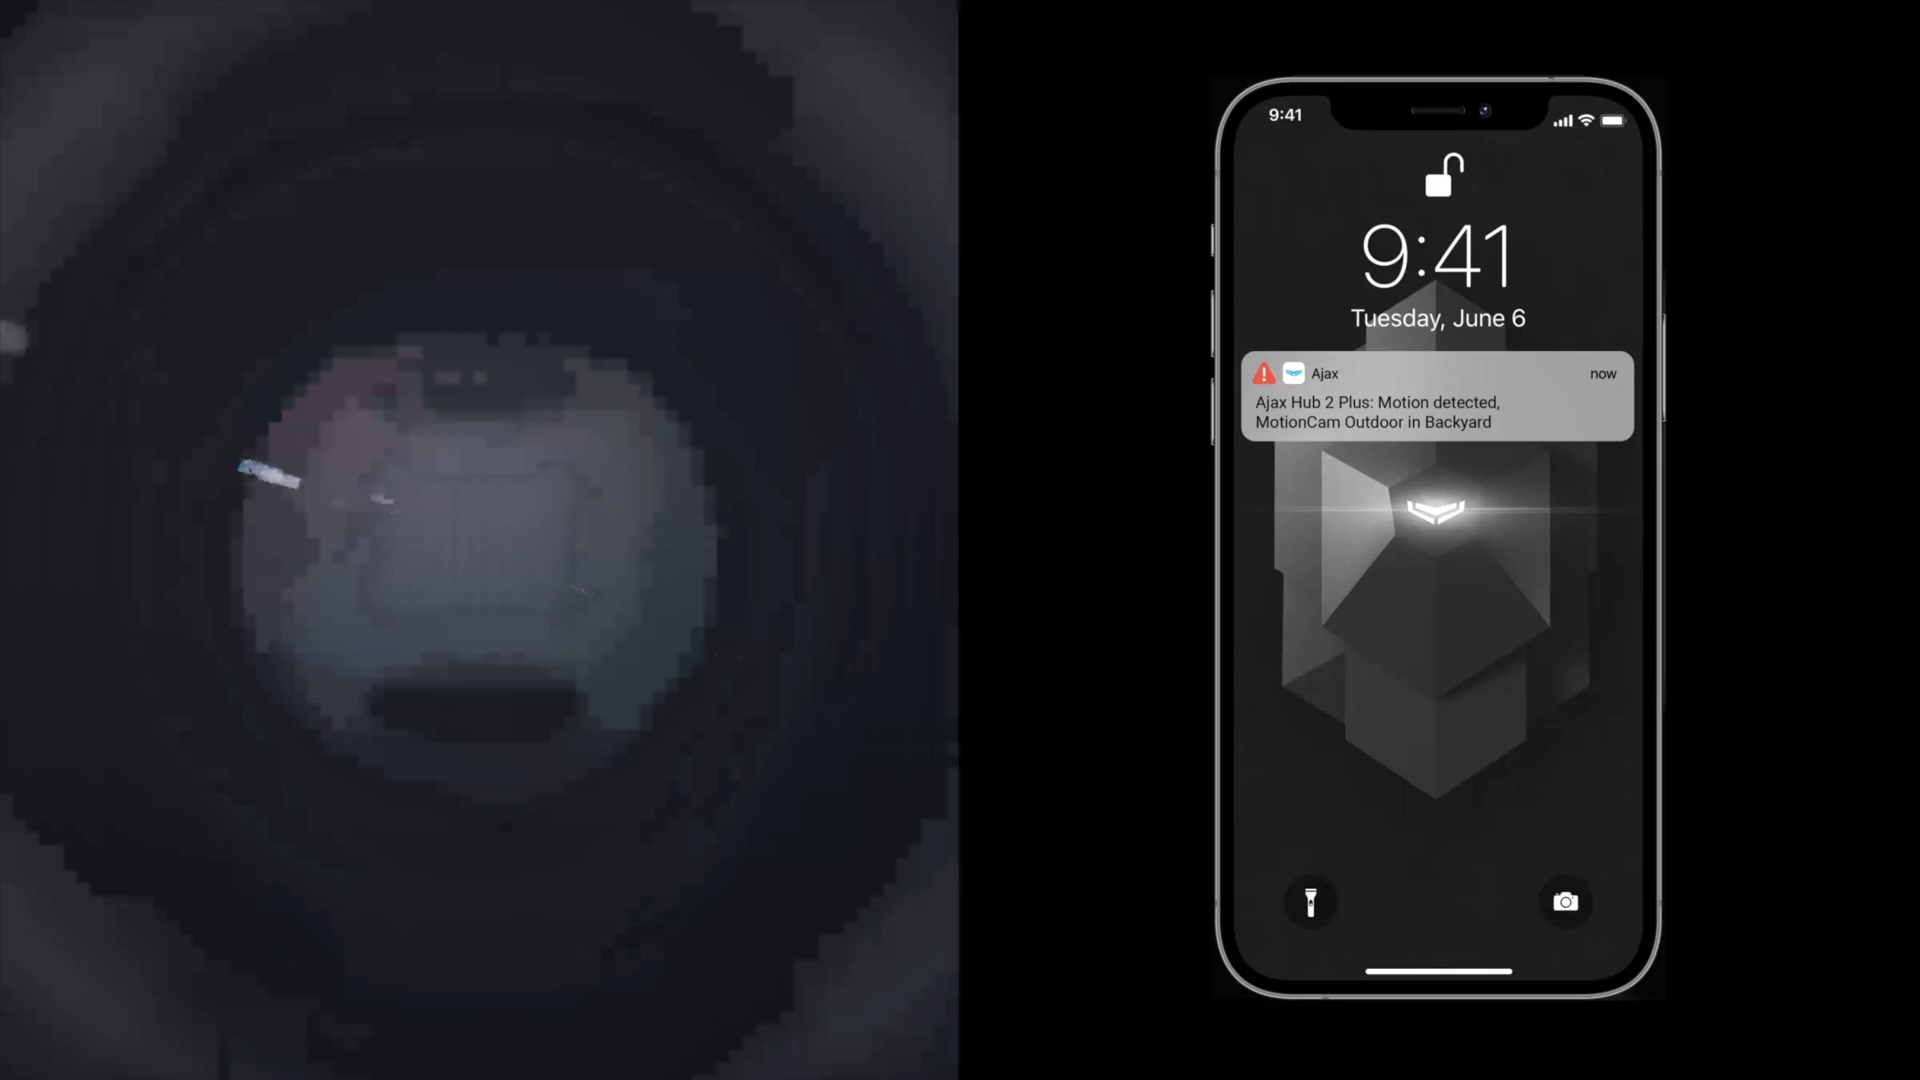 9:41
9:41
Tuesday, June 6
Ajax
now
Ajax Hub 2 Plus: Motion detected,
MotionCam Outdoor in Backyard